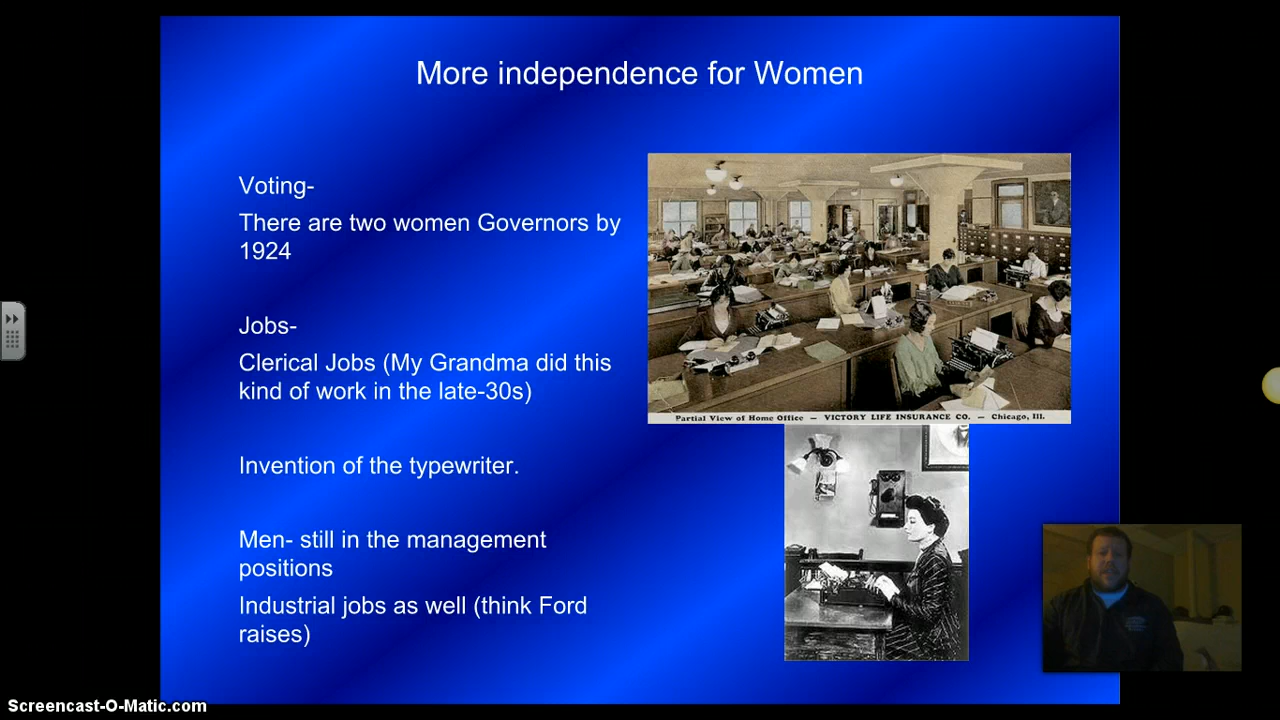 More independence for Women
Voting-
There are two women Governors by
1924
Jobs-
Clerical Jobs (My Grandma did this
kind of work in the late-30s)
Invention of the typewriter.
Men- still in the management
positions
Industrial jobs as well (think Ford
raises)
Partial View of Home Office — VICTORY LIFE INSURANCE CO. — Chicago, Ill.
Screencast-O-Matic.com